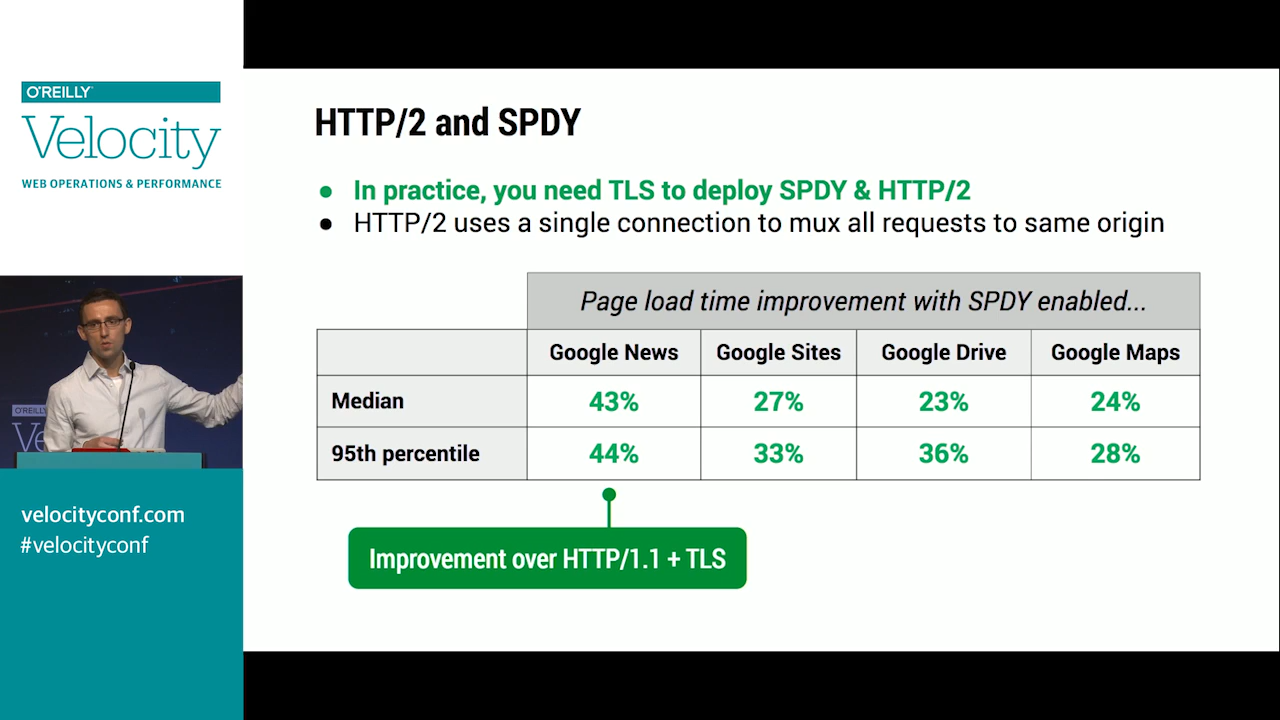 O'REILLY
Velocity
WEB OPERATIONS & PERFORMANCE
O'REILLY
Ve
velocityconf.com
#velocityconf
HTTP/2 and SPDY
● In practice, you need TLS to deploy SPDY & HTTP/2
● HTTP/2 uses a single connection to mux all requests to same origin
Page load time improvement with SPDY enabled...
Google News Google Sites Google Drive Google Maps
Median 43% 27% 23% 24%
95th percentile 44% 33% 36% 28%
Improvement over HTTP/1.1 + TLS